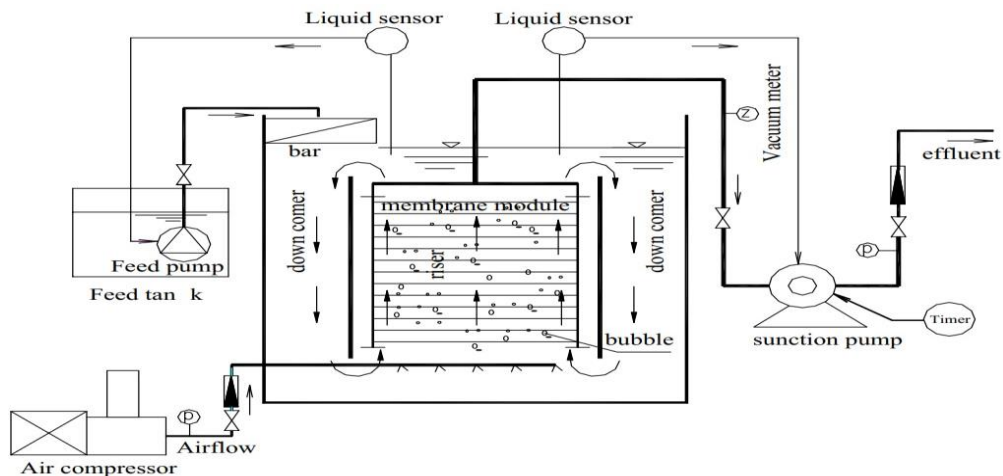 Liquid sensor
Liquid sensor
Vacuum meter
Z
bar
effluent
membrane module
down comer
riser
down comer
p
Feed pump
Feed tan k
Timer
sunction pump
bubble
p
Airflow
Air compressor